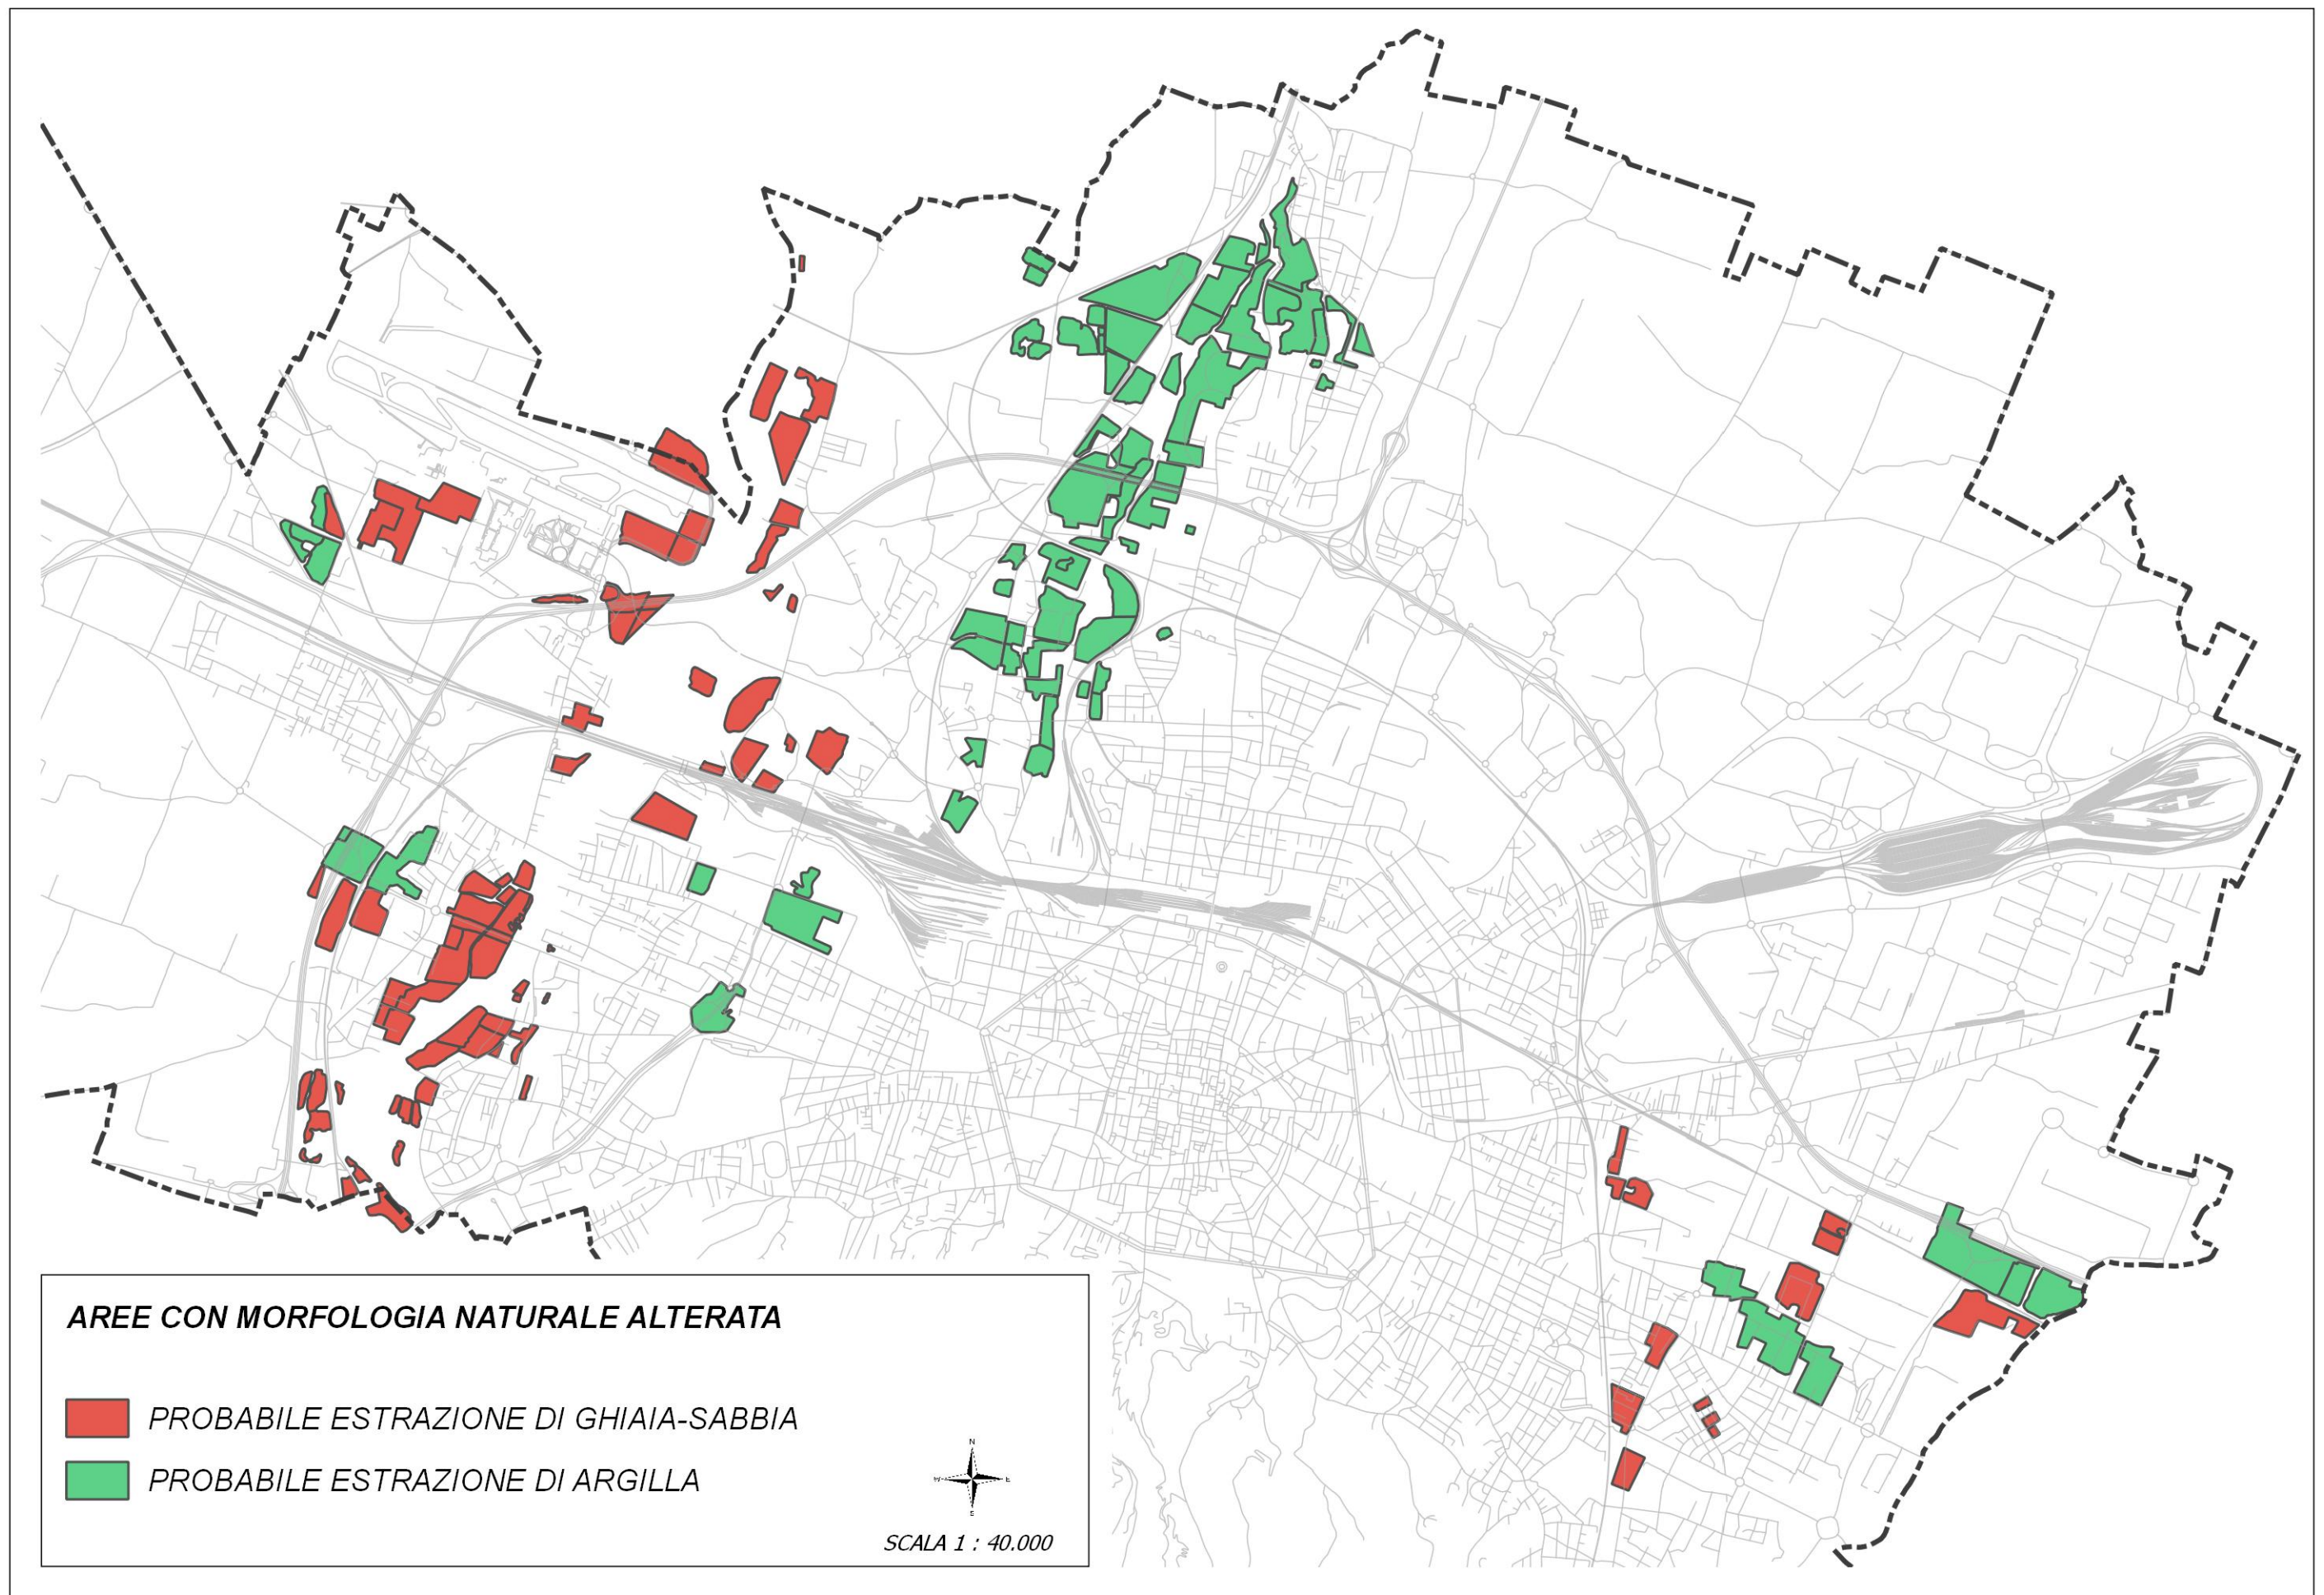 AREE CON MORFOLOGIA NATURALE ALTERATA
PROBABILE ESTRAZIONE DI GHIAIA-SABBIA
PROBABILE ESTRAZIONE DI ARGILLA
N
W E
S
SCALA 1 : 40.000